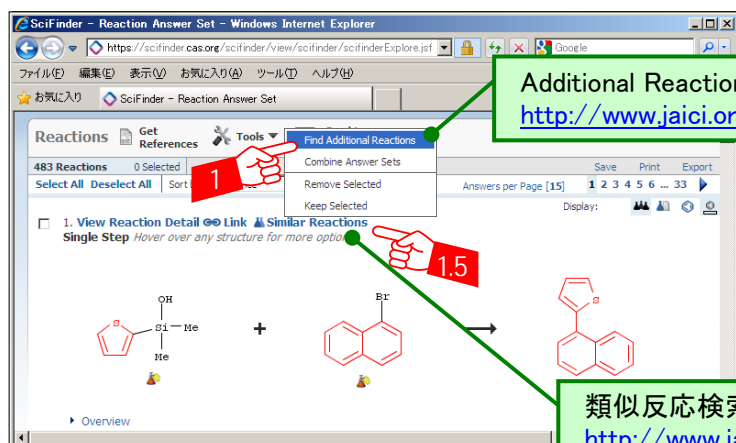 SciFinder - Reaction Answer Set - Windows Internet Explorer
https://scifinder.cas.org/scifinder/view/scifinder/scifinderExplore.jsf
Google
ファイル(F) 編集(E) 表示(V) お気に入り(A) ツール(T) ヘルプ(H)
お気に入り SciFinder - Reaction Answer Set
Additional Reaction
http://www.jaici.or
Reactions Get References Tools
Find Additional Reactions
Combine Answer Sets
Remove Selected
Keep Selected
483 Reactions 0 Selected Save Print Export
Select All Deselect All Sort Answers per Page [15] 1 2 3 4 5 6 ... 33
Display:
1
1. View Reaction Detail Link Similar Reactions
Single Step Hover over any structure for more option
1.5
OH
S
Si Me
Me
+
Br
S
Overview
類似反応検索
http://www.ja